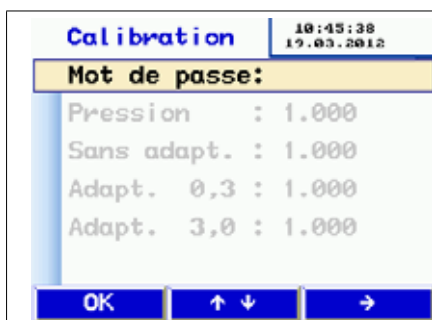 Calibration
10:45:38
19.03.2012
Mot de passe:
Pression : 1.000
Sans adapt. : 1.000
Adapt. 0,3 : 1.000
Adapt. 3,0 : 1.000
OK ↑ ↓ →